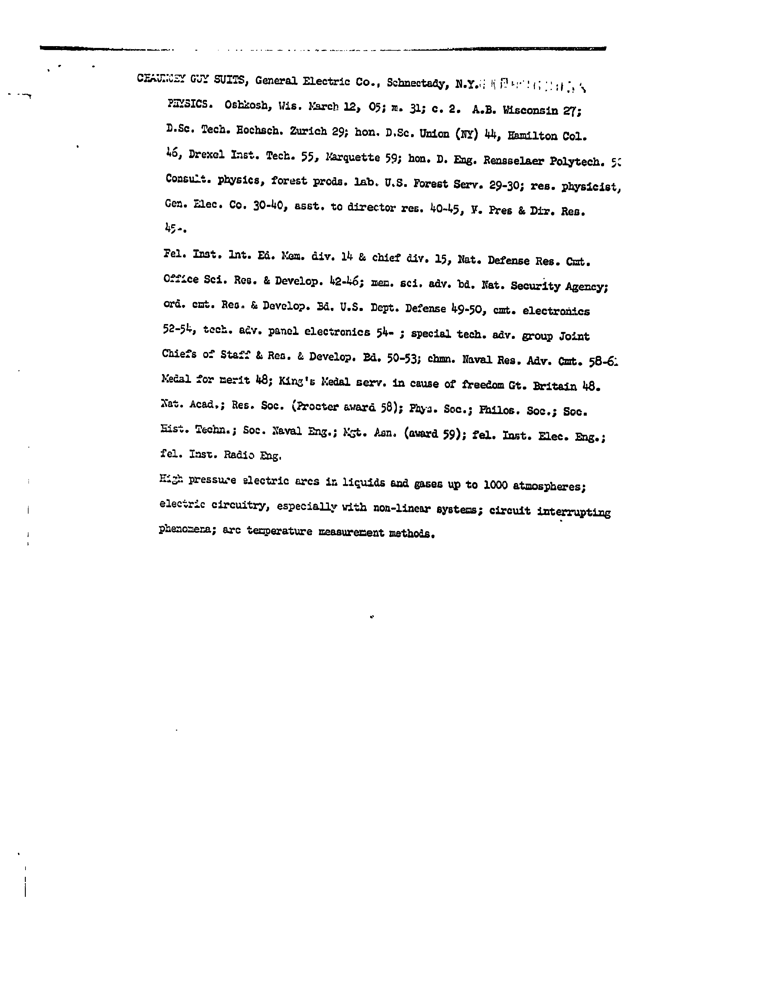 CHAUNCEY GUY SUITS, General Electric Co., Schnectady, N.Y.
PHYSICS. Oshkosh, Wis. March 12, 05; m. 31; c. 2. A.B. Wisconsin 27;
D.Sc. Tech. Hochsch. Zurich 29; hon. D.Sc. Union (NY) 44, Hamilton Col.
46, Drexel Inst. Tech. 55, Marquette 59; hon. D. Eng. Rensselaer Polytech.
Consult. physics, forest prods. lab. U.S. Forest Serv. 29-30; res. physicist,
Gen. Elec. Co. 30-40, asst. to director res. 40-45, V. Pres & Dir. Res.
45-.
Fel. Inst. Int. Ed. Mem. div. 14 & chief div. 15, Nat. Defense Res. Cmt.
Office Sci. Res. & Develop. 42-46; mem. sci. adv. bd. Nat. Security Agency;
ord. cmt. Res. & Develop. Bd. U.S. Dept. Defense 49-50, cmt. electronics
52-54, tech. adv. panel electronics 54- ; special tech. adv. group Joint
Chiefs of Staff & Res. & Develop. Bd. 50-53; chmn. Naval Res. Adv. Cmt.
Medal for merit 48; King's Medal serv. in cause of freedom Gt. Britain 48.
Nat. Acad.; Res. Soc. (Procter award 58); Phys. Soc.; Philos. Soc.; Soc.
Hist. Techn.; Soc. Naval Eng.; Mgt. Asn. (award 59); fel. Inst. Elec. Eng.;
fel. Inst. Radio Eng.
High pressure electric arcs in liquids and gases up to 1000 atmospheres;
electric circuitry, especially with non-linear systems; circuit interrupting
phenomena; arc temperature measurement methods.